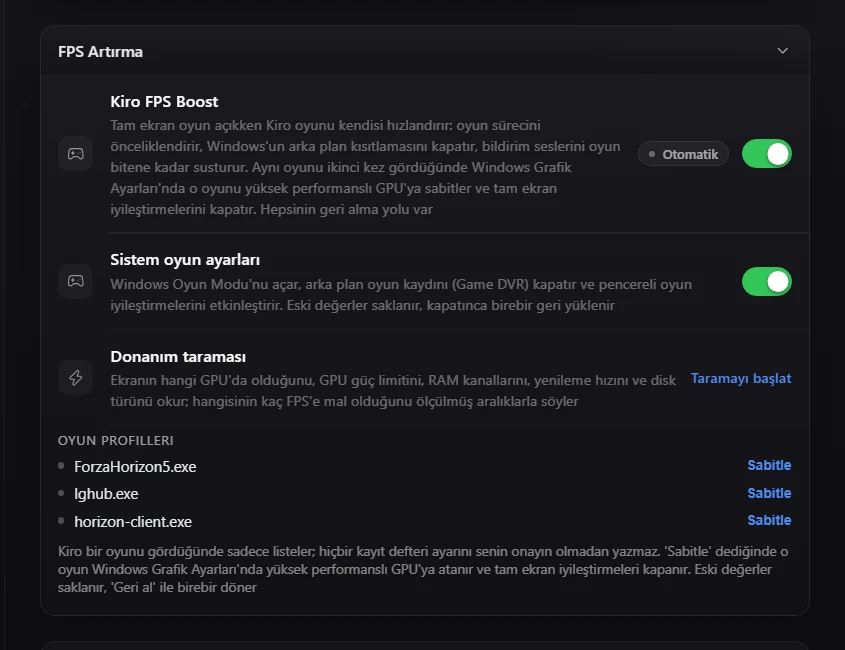 FPS Artırma
Kiro FPS Boost
Tam ekran oyun açıkken Kiro oyunu kendisi hızlandırır: oyun sürecini
önceliklendirir, Windows'un arka plan kısıtlamasını kapatır, bildirim seslerini oyun
bitene kadar susturur. Aynı oyunu ikinci kez gördüğünde Windows Grafik
Ayarları'nda o oyunu yüksek performanslı GPU'ya sabitler ve tam ekran
iyileştirmelerini kapatır. Hepsinin geri alma yolu var
Otomatik
Sistem oyun ayarları
Windows Oyun Modu'nu açar, arka plan oyun kaydını (Game DVR) kapatır ve pencereli oyun
iyileştirmelerini etkinleştirir. Eski değerler saklanır, kapatınca birebir geri yüklenir
Donanım taraması
Ekranın hangi GPU'da olduğunu, GPU güç limitini, RAM kanallarını, yenileme hızını ve disk
türünü okur; hangisinin kaç FPS'e mal olduğunu ölçülmüş aralıklarla söyler
Taramayı başlat
OYUN PROFILLERI
ForzaHorizon5.exe
Sabitle
lghub.exe
Sabitle
horizon-client.exe
Sabitle
Kiro bir oyunu gördüğünde sadece listeler; hiçbir kayıt defteri ayarını senin onayın olmadan yazmaz. 'Sabitle' dediğinde o
oyun Windows Grafik Ayarları'nda yüksek performanslı GPU'ya atanır ve tam ekran iyileştirmeleri kapanır. Eski değerler
saklanır, 'Geri al' ile birebir döner